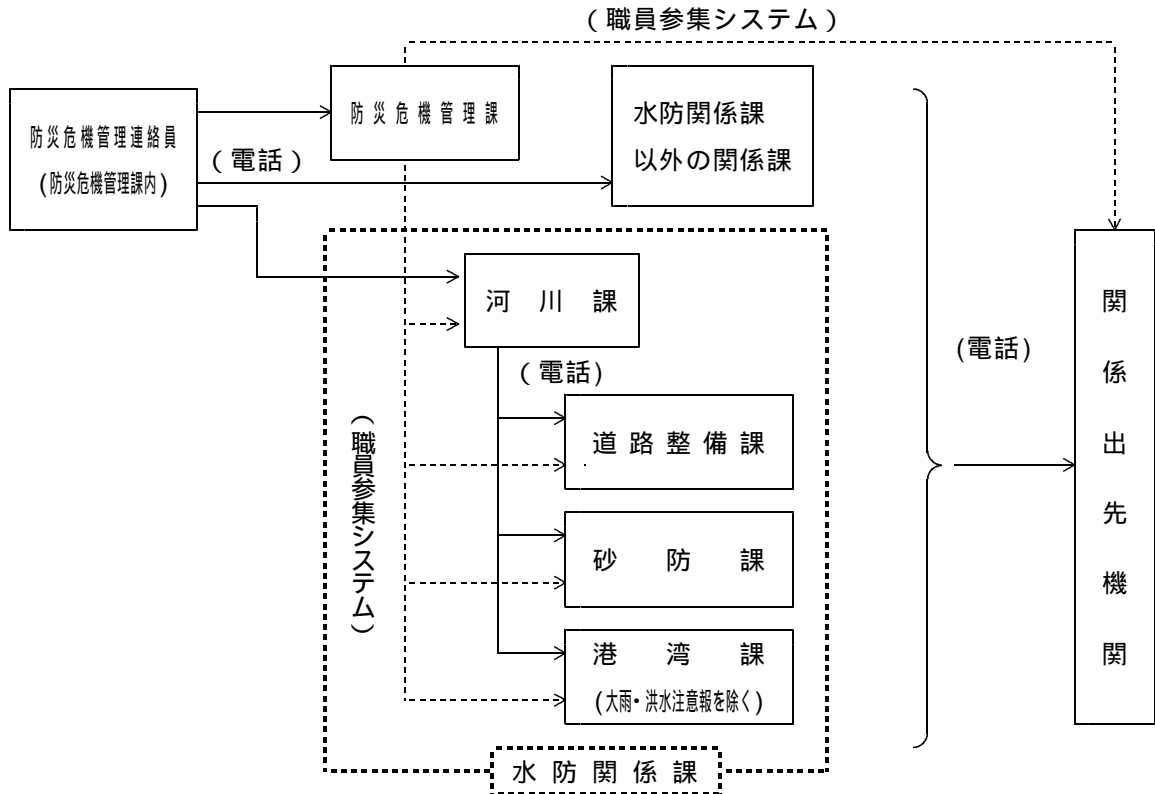 (職員参集システム)
防災危機管理連絡員
(防災危機管理課内)
(電話)
防災危機管理課
水防関係課
以外の関係課
河川課
(電話)
(職員参集システム)
道路整備課
砂防課
港湾課
(大雨・洪水注意報を除く)
水防関係課
(電話)
関係出先機関